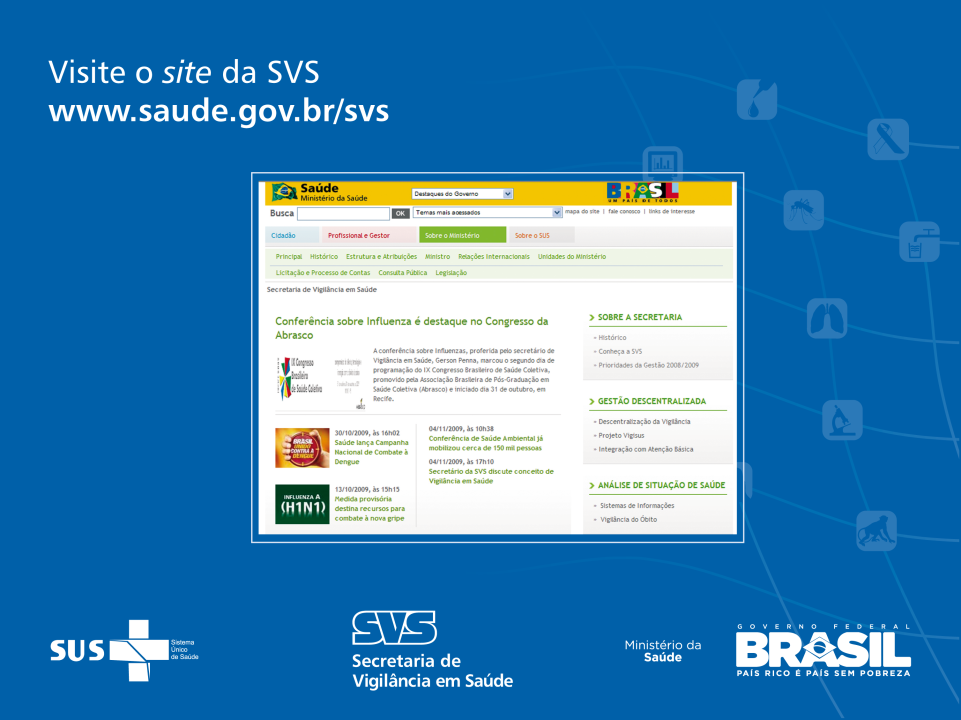 Visite o site da SVS
www.saude.gov.br/svs
Saúde
Ministério da Saúde
Destaques do Governo
BRASIL
UM PAÍS DE TODOS
Busca
OK
Temas mais acessados
mapa do site | fale conosco | links de interesse
Cidadão
Profissional e Gestor
Sobre o Ministério
Sobre o SUS
Principal Histórico Estrutura e Atribuições Ministro Relações Internacionais Unidades do Ministério
Licitação e Processo de Contas Consulta Pública Legislação
Secretaria de Vigilância em Saúde
Conferência sobre Influenza é destaque no Congresso da
Abrasco
IX Congresso
Brasileiro
de Saúde Coletiva
A conferência sobre Influenzas, proferida pelo secretário de
Vigilância em Saúde, Gerson Penna, marcou o segundo dia de
programação do IX Congresso Brasileiro de Saúde Coletiva,
promovido pela Associação Brasileira de Pós-Graduação em
Saúde Coletiva (Abrasco) e iniciado dia 31 de outubro, em
Recife.
BRASIL
UNIDO
CONTRA A
DENGUE
30/10/2009, às 16h02
Saúde lança Campanha
Nacional de Combate à
Dengue
INFLUENZA A
(H1N1)
13/10/2009, às 15h15
Medida provisória
destina recursos para
combate à nova gripe
04/11/2009, às 10h38
Conferência de Saúde Ambiental já
mobilizou cerca de 150 mil pessoas
04/11/2009, às 17h10
Secretário da SVS discute conceito de
Vigilância em Saúde
SOBRE A SECRETARIA
Histórico
Conheça a SVS
Prioridades da Gestão 2008/2009
GESTÃO DESCENTRALIZADA
Descentralização da Vigilância
Projeto Vigisus
Integração com Atenção Básica
ANÁLISE DE SITUAÇÃO DE SAÚDE
Sistemas de Informações
Vigilância do Óbito
SUS
Sistema
Único
de Saúde
SVS
Secretaria de
Vigilância em Saúde
Ministério da
Saúde
GOVERNO FEDERAL
BRASIL
PAÍS RICO É PAÍS SEM POBREZA